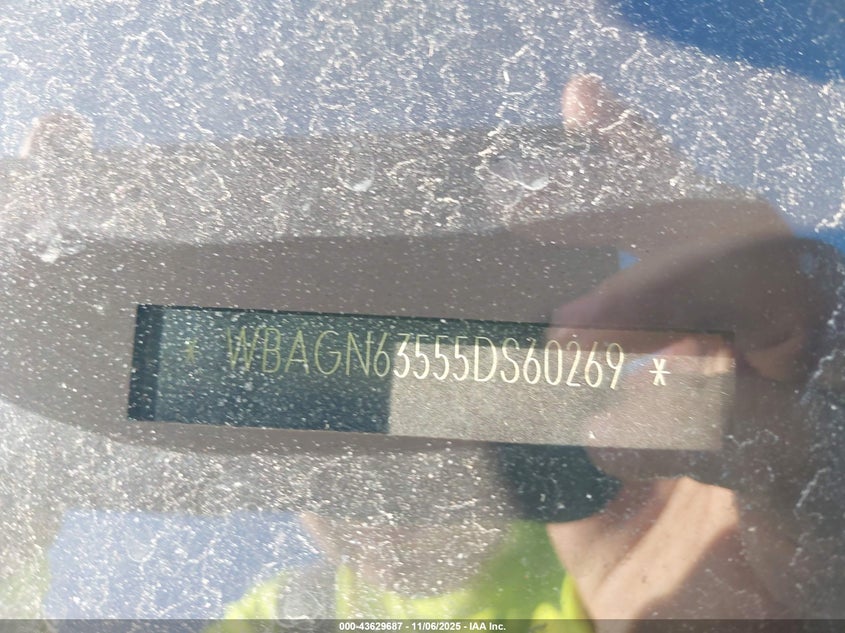 * WBAGN63555DS60269 *
000-43629687 - 11/06/2025 - IAA Inc.